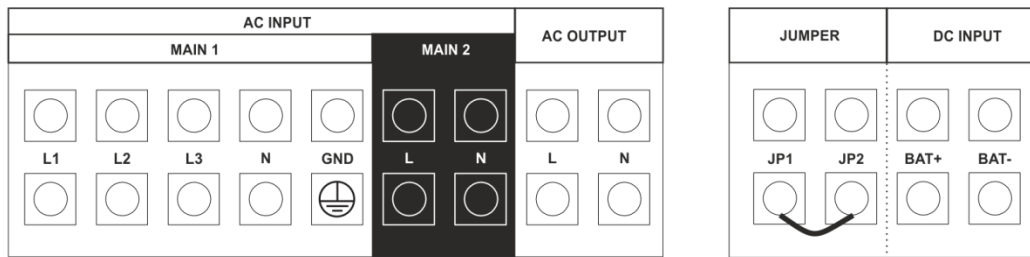 AC INPUT
AC OUTPUT
JUMPER
DC INPUT
MAIN 1
MAIN 2
L1 L2 L3 N GND L N L N
JP1 JP2 BAT+ BAT-